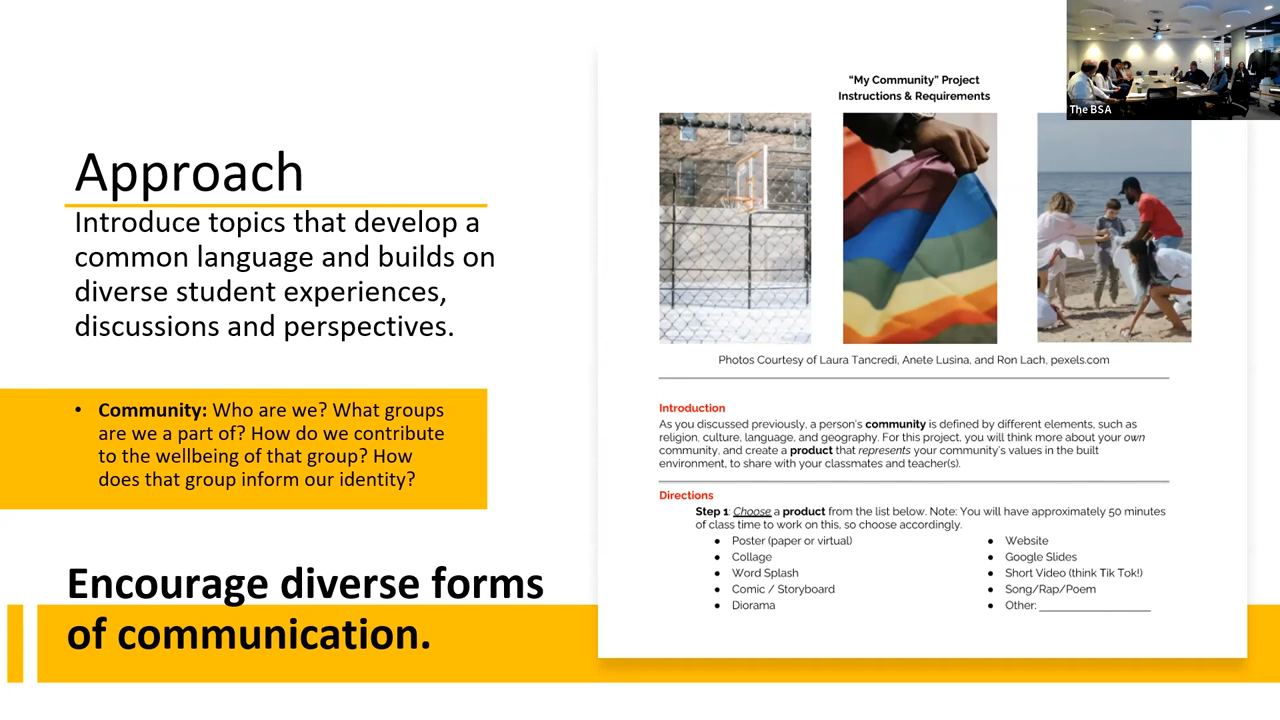 The BSA
Approach
Introduce topics that develop a
common language and builds on
diverse student experiences,
discussions and perspectives.
• Community: Who are we? What groups
are we a part of? How do we contribute
to the wellbeing of that group? How
does that group inform our identity?
Encourage diverse forms
of communication.
“My Community” Project
Instructions & Requirements
Photos Courtesy of Laura Tancredi, Anete Lusina, and Ron Lach, pexels.com
Introduction
As you discussed previously, a person’s community is defined by different elements, such as
religion, culture, language, and geography. For this project, you will think more about your own
community, and create a product that represents your community’s values in the built
environment, to share with your classmates and teacher(s).
Directions
Step 1: Choose a product from the list below. Note: You will have approximately 50 minutes
of class time to work on this, so choose accordingly.
● Poster (paper or virtual)
● Collage
● Word Splash
● Comic / Storyboard
● Diorama
● Website
● Google Slides
● Short Video (think Tik Tok!)
● Song/Rap/Poem
● Other: ____________________